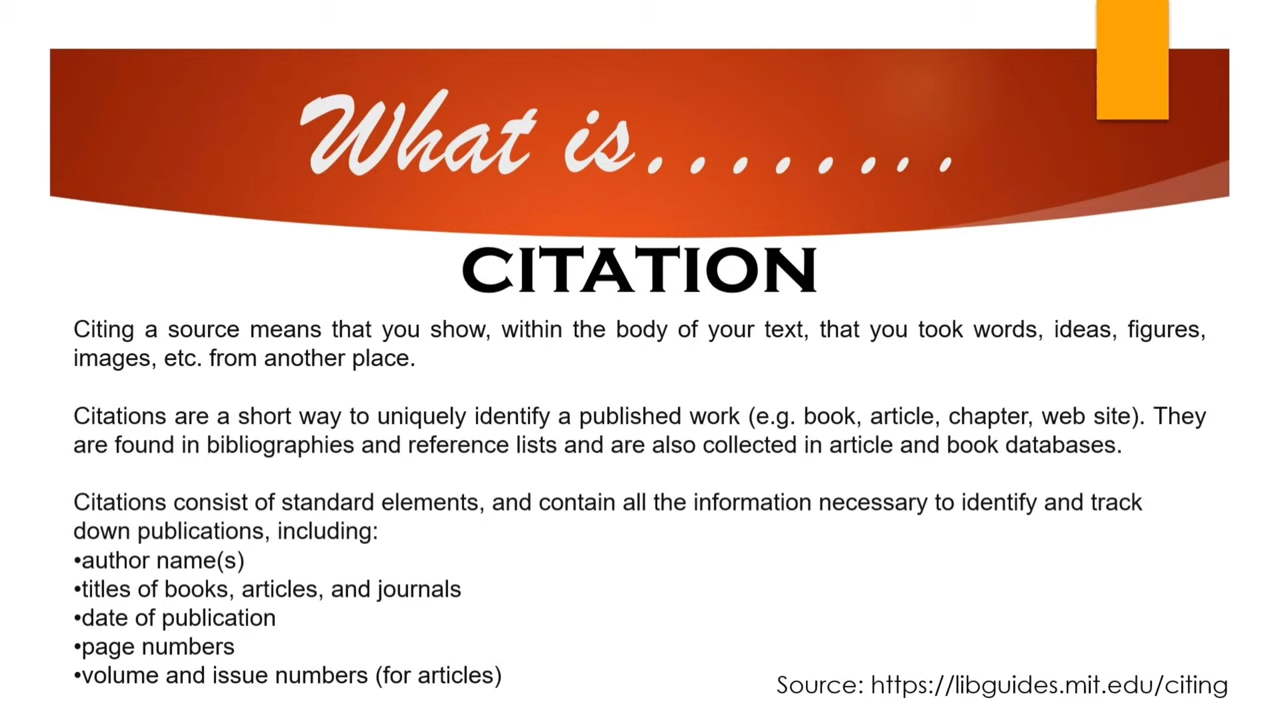 What is........
CITATION
Citing a source means that you show, within the body of your text, that you took words, ideas, figures,
images, etc. from another place.
Citations are a short way to uniquely identify a published work (e.g. book, article, chapter, web site). They
are found in bibliographies and reference lists and are also collected in article and book databases.
Citations consist of standard elements, and contain all the information necessary to identify and track
down publications, including:
•author name(s)
•titles of books, articles, and journals
•date of publication
•page numbers
•volume and issue numbers (for articles)
Source: https://libguides.mit.edu/citing